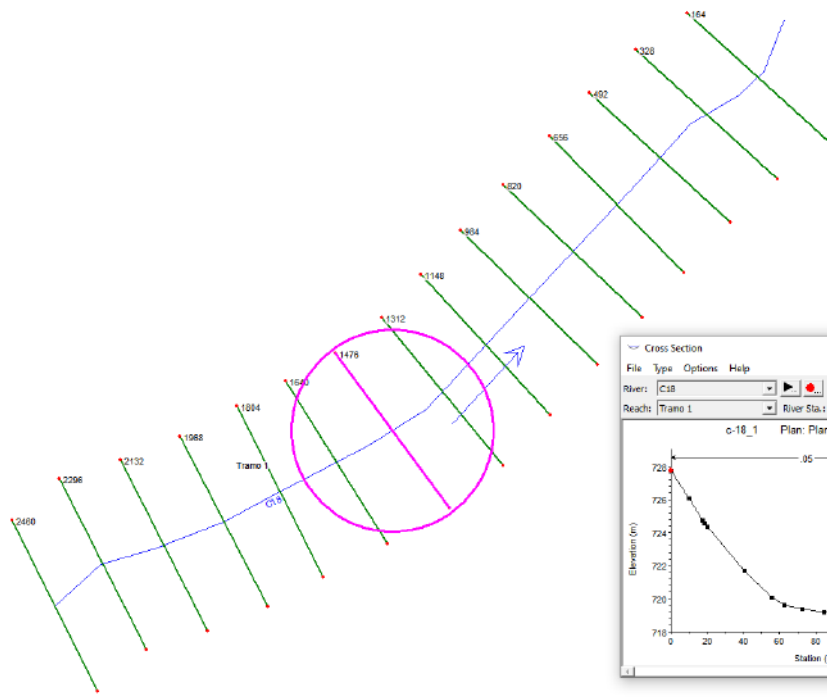 164
328
492
656
820
984
1148
1312
1476
1640
1804
1968
2132
2296
2460
Tramo 1
C18
Cross Section
File Type Options Help
River: C18
Reach: Tramo 1 River Sta.:
c-18_1 Plan: Plan
.05
728
726
724
722
720
718
Elevation (m)
0 20 40 60 80
Station (